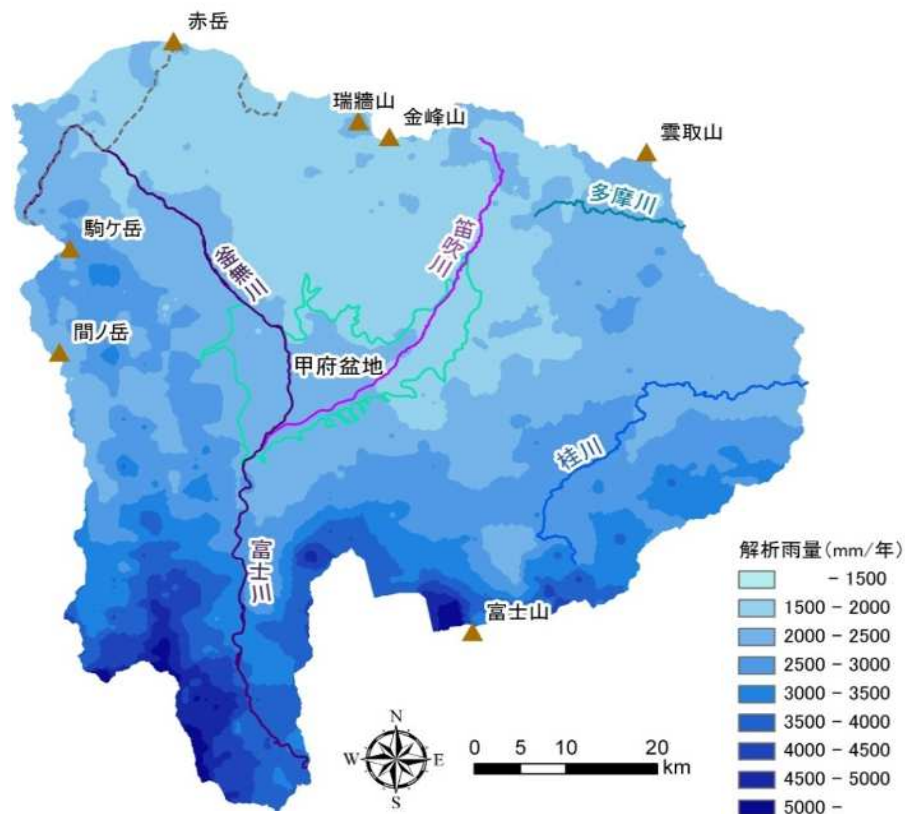 赤岳
瑞牆山
金峰山
雲取山
多摩川
駒ケ岳
釜無川
笛吹川
間ノ岳
甲府盆地
桂川
富士川
富士山
解析雨量(mm/年)
- 1500
1500 - 2000
2000 - 2500
2500 - 3000
3000 - 3500
3500 - 4000
4000 - 4500
4500 - 5000
5000 -
N
W E
S
0 5 10 20
km